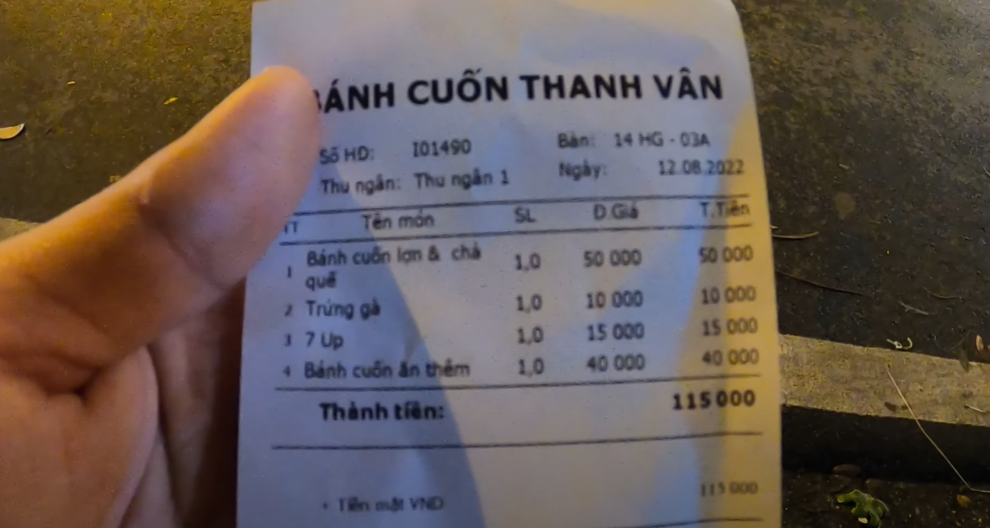 BÁNH CUỐN THANH VÂN
Số HĐ: I01490 Bàn: 14 HG - 03A
Thu ngân: Thu ngân 1 Ngày: 12.08.2022
TT Tên món SL Đ.Giá T.Tiền
1 Bánh cuốn lợn & chả quế 1,0 50 000 50 000
2 Trứng gà 1,0 10 000 10 000
3 7 Up 1,0 15 000 15 000
4 Bánh cuốn ăn thêm 1,0 40 000 40 000
Thành tiền: 115 000
+ Tiền mặt VND 115 000